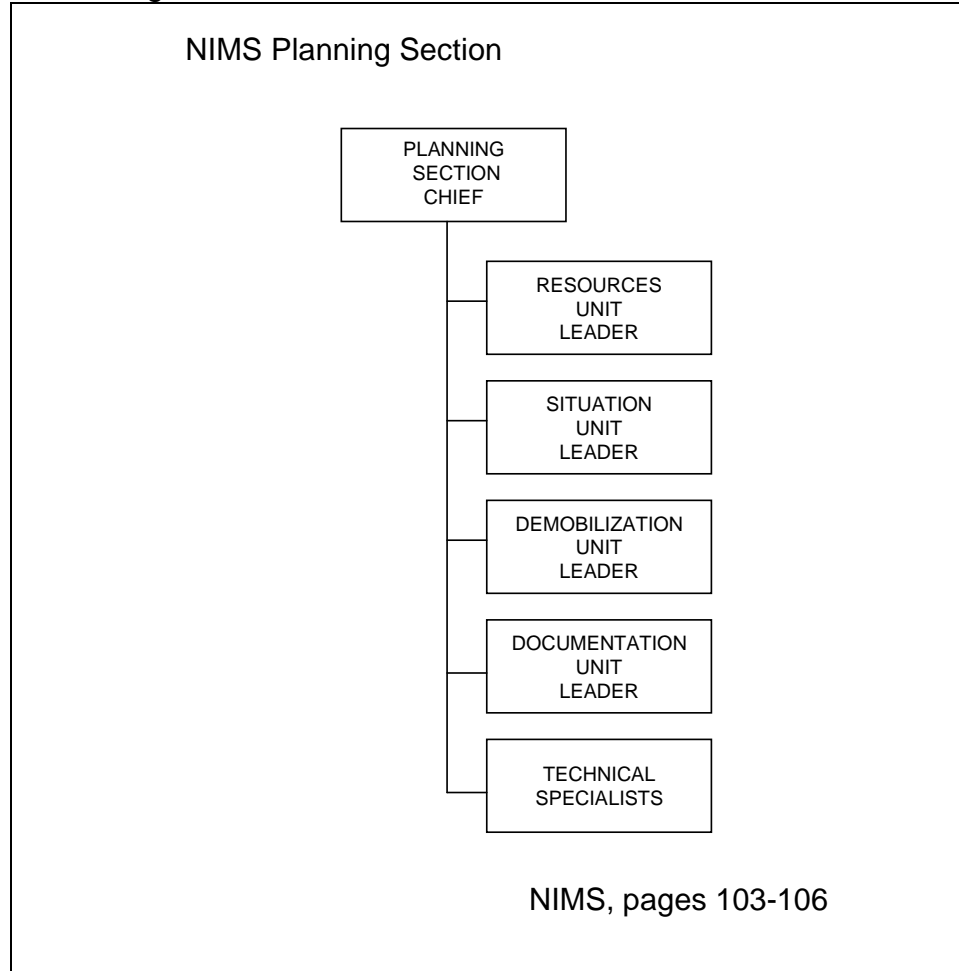 NIMS Planning Section
PLANNING
SECTION
CHIEF
RESOURCES
UNIT
LEADER
SITUATION
UNIT
LEADER
DEMOBILIZATION
UNIT
LEADER
DOCUMENTATION
UNIT
LEADER
TECHNICAL
SPECIALISTS
NIMS, pages 103-106